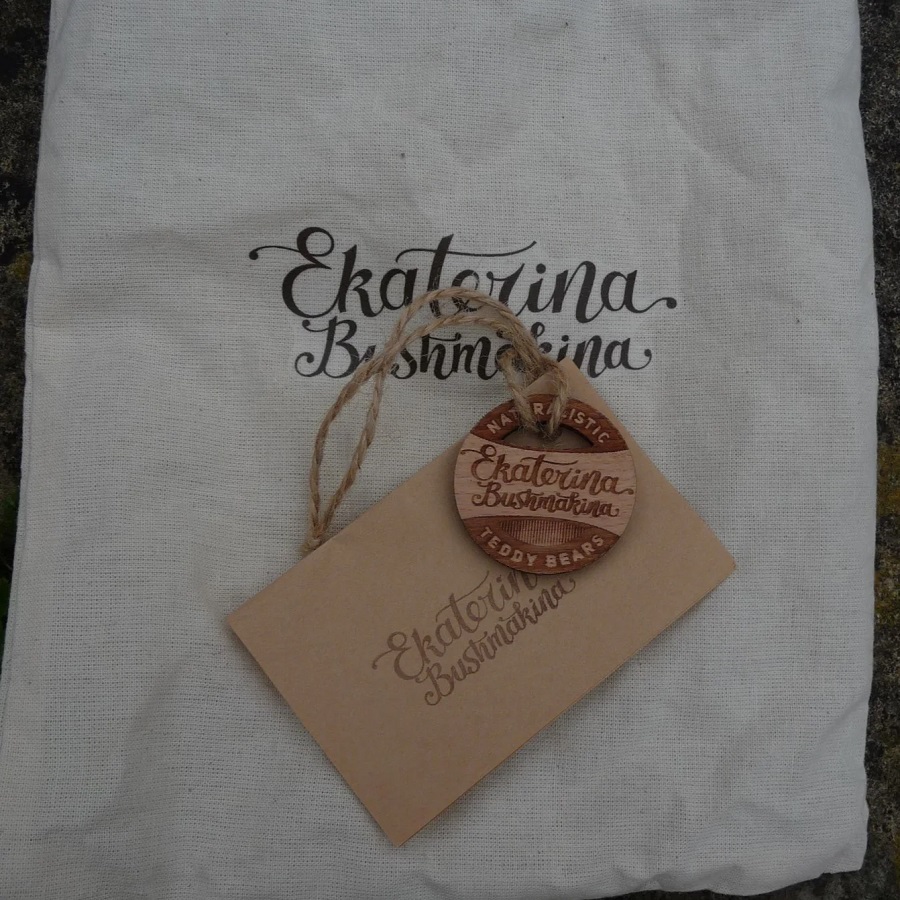 Ekaterina
Bushmakina
NATURALISTIC
Ekaterina
Bushmakina
TEDDY BEARS
Ekaterina
Bushmakina